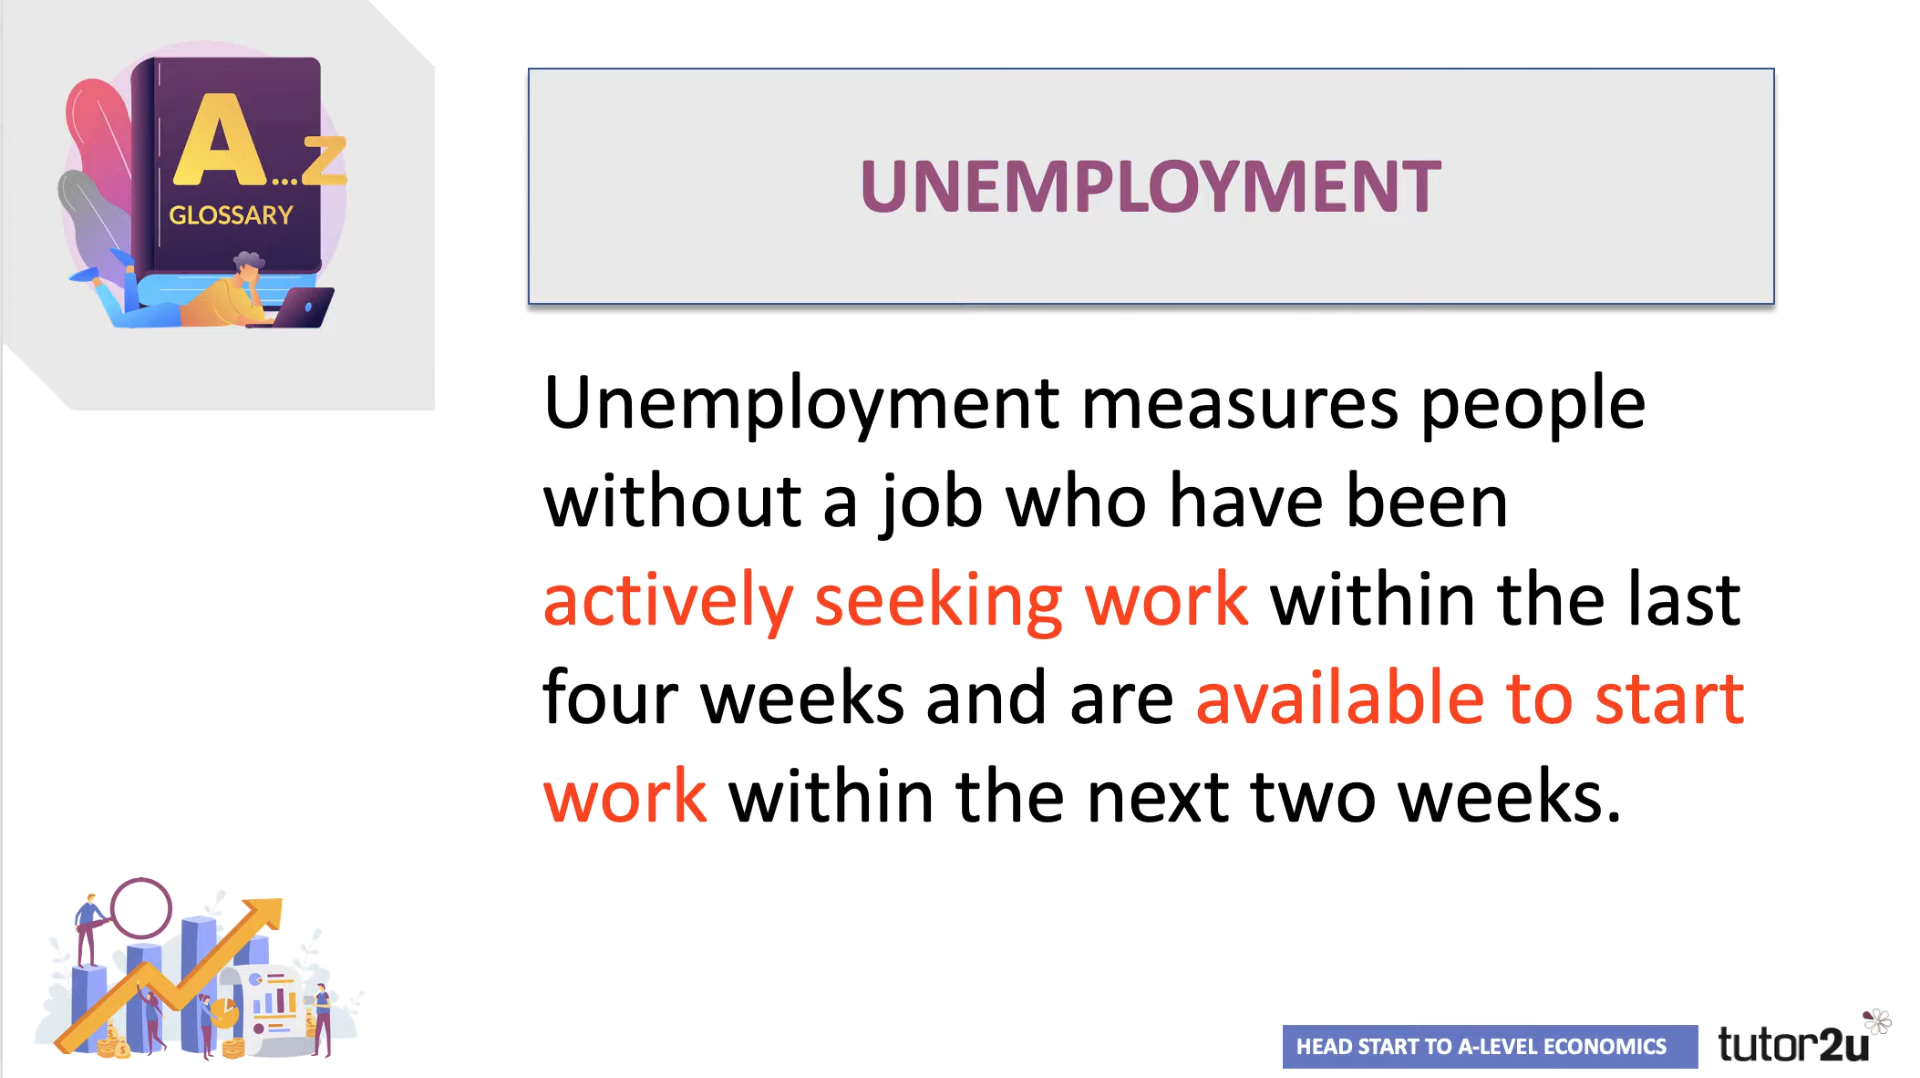 A...Z
GLOSSARY
UNEMPLOYMENT
Unemployment measures people
without a job who have been
actively seeking work within the last
four weeks and are available to start
work within the next two weeks.
HEAD START TO A-LEVEL ECONOMICS
tutor2u